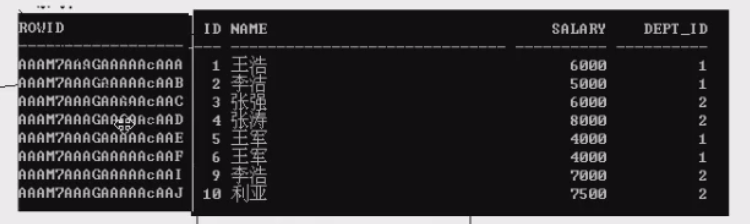 ROWID ID NAME SALARY DEPT_ID
AAAM7AAAGAAAAAcAAA 1 王浩 6000 1
AAAM7AAAGAAAAAcAAB 2 李浩 5000 1
AAAM7AAAGAAAAAcAAC 3 张强 6000 2
AAAM7AAAGAAAAAcAAD 4 张涛 8000 2
AAAM7AAAGAAAAAcAAE 5 王军 4000 1
AAAM7AAAGAAAAAcAAF 6 王军 4000 1
AAAM7AAAGAAAAAcAAI 9 李浩 7000 2
AAAM7AAAGAAAAAcAAJ 10 利亚 7500 2